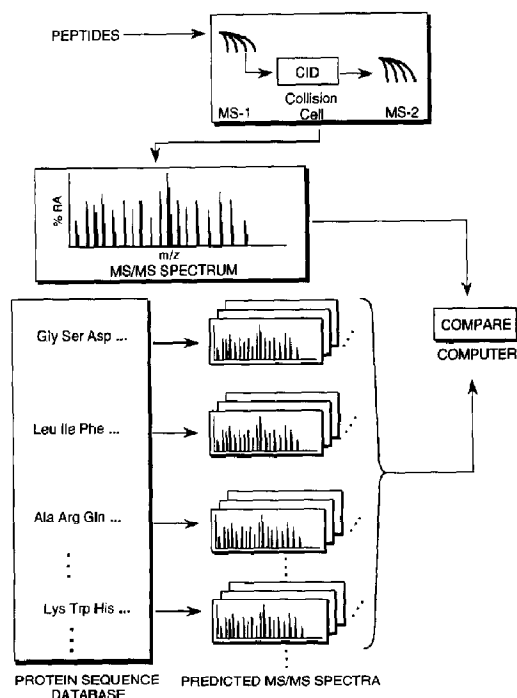 PEPTIDES
CID
Collision
Cell
MS-1
MS-2
% RA
m/z
MS/MS SPECTRUM
Gly Ser Asp ...
Leu Ile Phe ...
Ala Arg Gln ...
Lys Trp His ...
COMPARE
COMPUTER
PROTEIN SEQUENCE
DATABASE
PREDICTED MS/MS SPECTRA